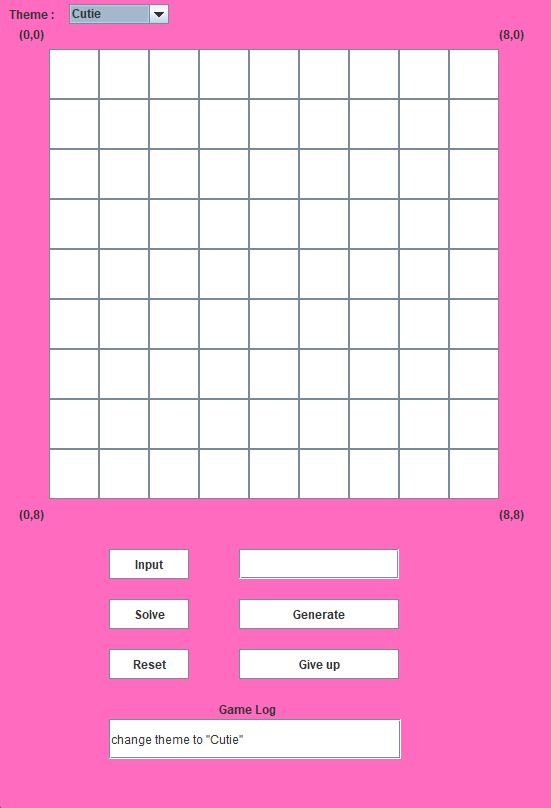 Theme : Cutie
(0,0) (8,0)
(0,8) (8,8)
Input
Solve Generate
Reset Give up
Game Log
change theme to "Cutie"